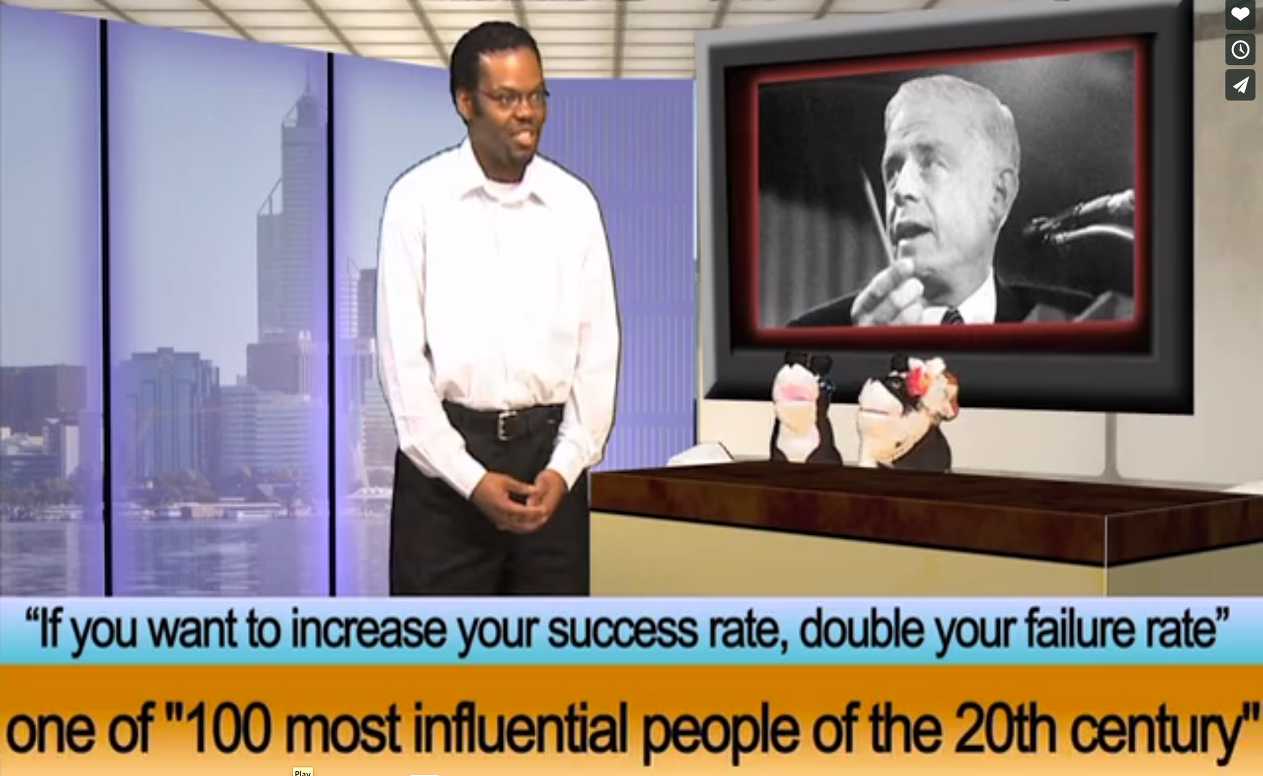 “If you want to increase your success rate, double your failure rate”
one of "100 most influential people of the 20th century"
Play